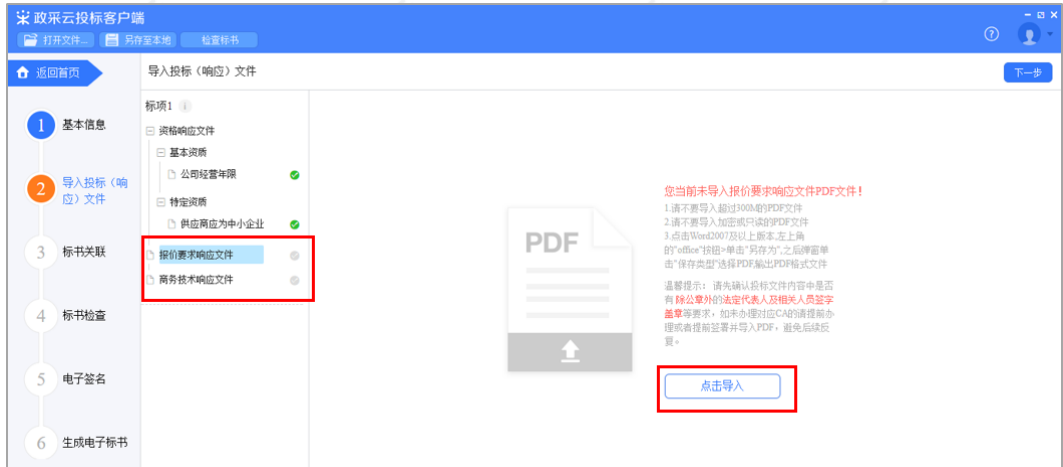 政采云投标客户端
打开文件... 另存至本地 检查标书
返回首页
导入投标（响应）文件
下一步
标项1
资格响应文件
基本资质
公司经营年限
特定资质
供应商应为中小企业
报价要求响应文件
商务技术响应文件
1 基本信息
2 导入投标（响
应）文件
3 标书关联
4 标书检查
5 电子签名
6 生成电子标书
PDF
您当前未导入报价要求响应文件PDF文件！
1.请不要导入超过300M的PDF文件
2.请不要导入加密或只读的PDF文件
3.点击Word2007及以上版本,左上角
的"office"按钮>单击"另存为",之后弹窗单
击"保存类型"选择PDF,输出PDF格式文件
温馨提示：请先确认投标文件内容中是否
有 除公章外的法定代表人及相关人员签字
盖章等要求，如未办理对应CA的请提前办
理或者提前签署并导入PDF，避免后续反
复。
点击导入